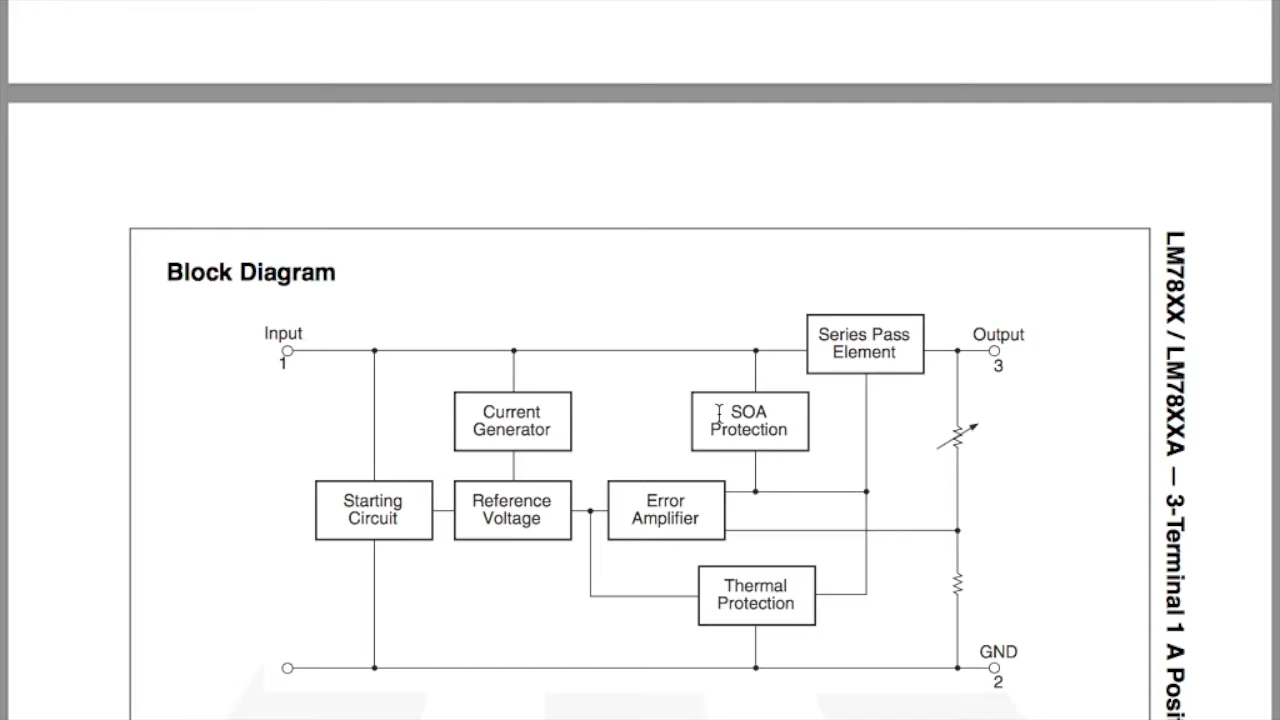 Block Diagram
Input
1
Series Pass
Element
Output
3
Current
Generator
SOA
Protection
Starting
Circuit
Reference
Voltage
Error
Amplifier
Thermal
Protection
GND
2
LM78XX / LM78XXA — 3-Terminal 1 A Posi